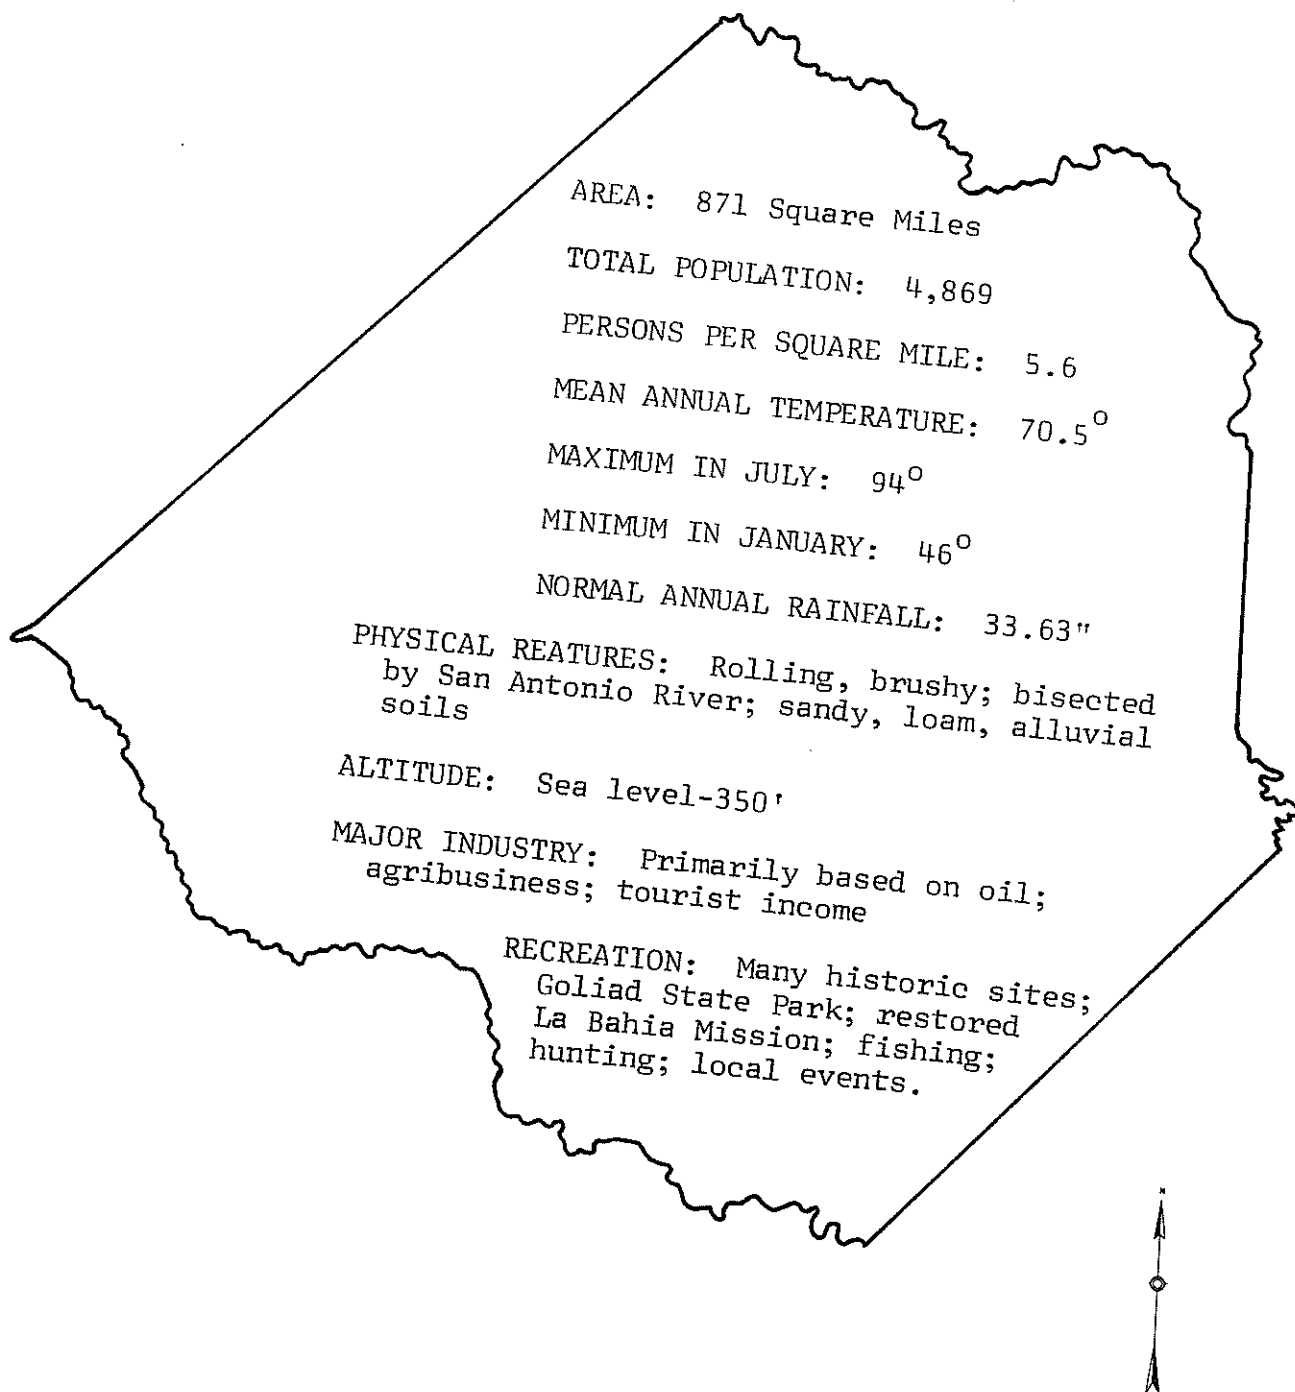 AREA: 871 Square Miles
TOTAL POPULATION: 4,869
PERSONS PER SQUARE MILE: 5.6
MEAN ANNUAL TEMPERATURE: 70.5°
MAXIMUM IN JULY: 94°
MINIMUM IN JANUARY: 46°
NORMAL ANNUAL RAINFALL: 33.63"
PHYSICAL REATURES: Rolling, brushy; bisected
by San Antonio River; sandy, loam, alluvial
soils
ALTITUDE: Sea level-350'
MAJOR INDUSTRY: Primarily based on oil;
agribusiness; tourist income
RECREATION: Many historic sites;
Goliad State Park; restored
La Bahia Mission; fishing;
hunting; local events.